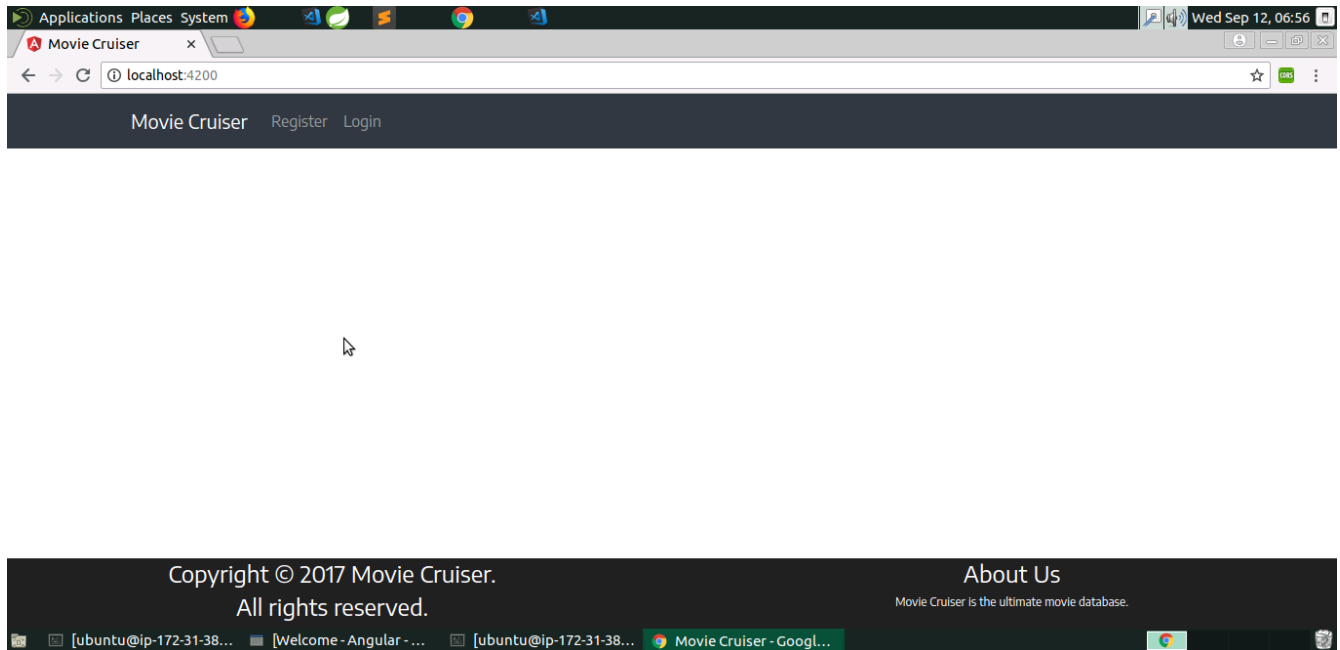 Applications Places System
Wed Sep 12, 06:56
Movie Cruiser
localhost:4200
CORS
Movie Cruiser Register Login
Copyright © 2017 Movie Cruiser.
All rights reserved.
About Us
Movie Cruiser is the ultimate movie database.
[ubuntu@ip-172-31-38... [Welcome - Angular - ... [ubuntu@ip-172-31-38... Movie Cruiser - Googl...